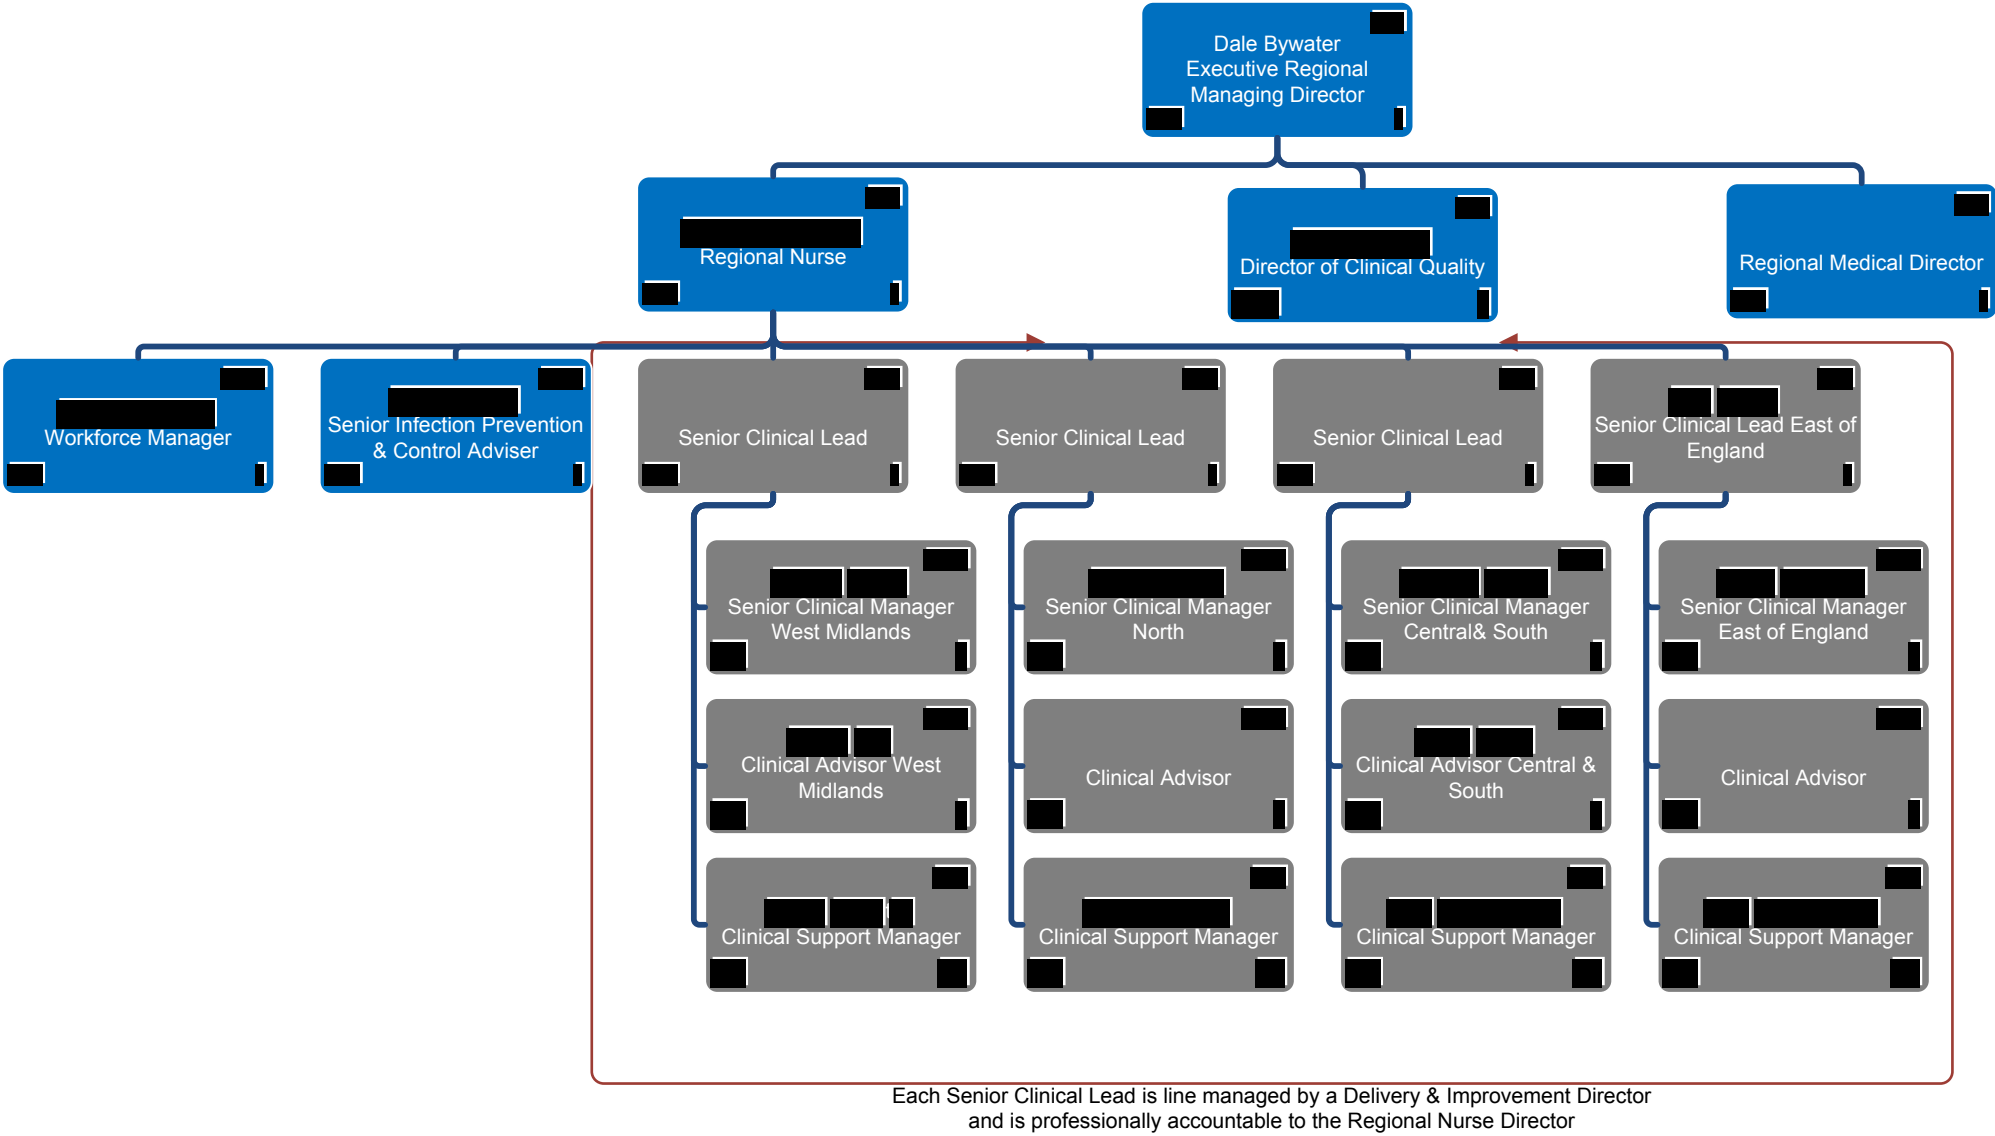 Dale Bywater
Executive Regional
Managing Director
Regional Nurse
Director of Clinical Quality
Regional Medical Director
Workforce Manager
Senior Infection Prevention
& Control Adviser
Senior Clinical Lead
Senior Clinical Lead
Senior Clinical Lead
Senior Clinical Lead East of
England
Senior Clinical Manager
West Midlands
Senior Clinical Manager
North
Senior Clinical Manager
Central& South
Senior Clinical Manager
East of England
Clinical Advisor West
Midlands
Clinical Advisor
Clinical Advisor Central &
South
Clinical Advisor
Clinical Support Manager
Clinical Support Manager
Clinical Support Manager
Clinical Support Manager
Each Senior Clinical Lead is line managed by a Delivery & Improvement Director
and is professionally accountable to the Regional Nurse Director